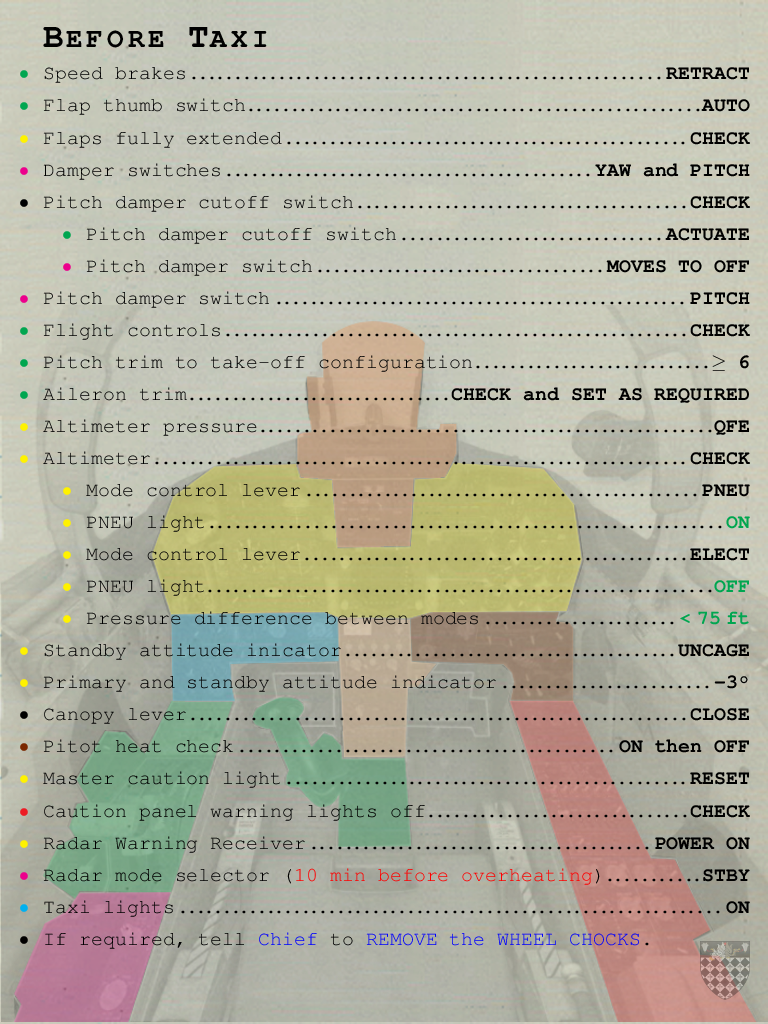 Before Taxi
• Speed brakes........................................RETRACT
• Flap thumb switch......................................AUTO
• Flaps fully extended..................................CHECK
• Damper switches...............................YAW and PITCH
• Pitch damper cutoff switch............................CHECK
• Pitch damper cutoff switch......................ACTUATE
• Pitch damper switch........................MOVES TO OFF
• Pitch damper switch...................................PITCH
• Flight controls.......................................CHECK
• Pitch trim to take-off configuration....................≥ 6
• Aileron trim......................CHECK and SET AS REQUIRED
• Altimeter pressure......................................QFE
• Altimeter.............................................CHECK
• Mode control lever.................................PNEU
• PNEU light...........................................ON
• Mode control lever................................ELECT
• PNEU light..........................................OFF
• Pressure difference between modes................< 75 ft
• Standby attitude inicator............................UNCAGE
• Primary and standby attitude indicator..................−3°
• Canopy lever..........................................CLOSE
• Pitot heat check................................ON then OFF
• Master caution light..................................RESET
• Caution panel warning lights off......................CHECK
• Radar Warning Receiver.............................POWER ON
• Radar mode selector (10 min before overheating)..........STBY
• Taxi lights..............................................ON
• If required, tell Chief to REMOVE the WHEEL CHOCKS.